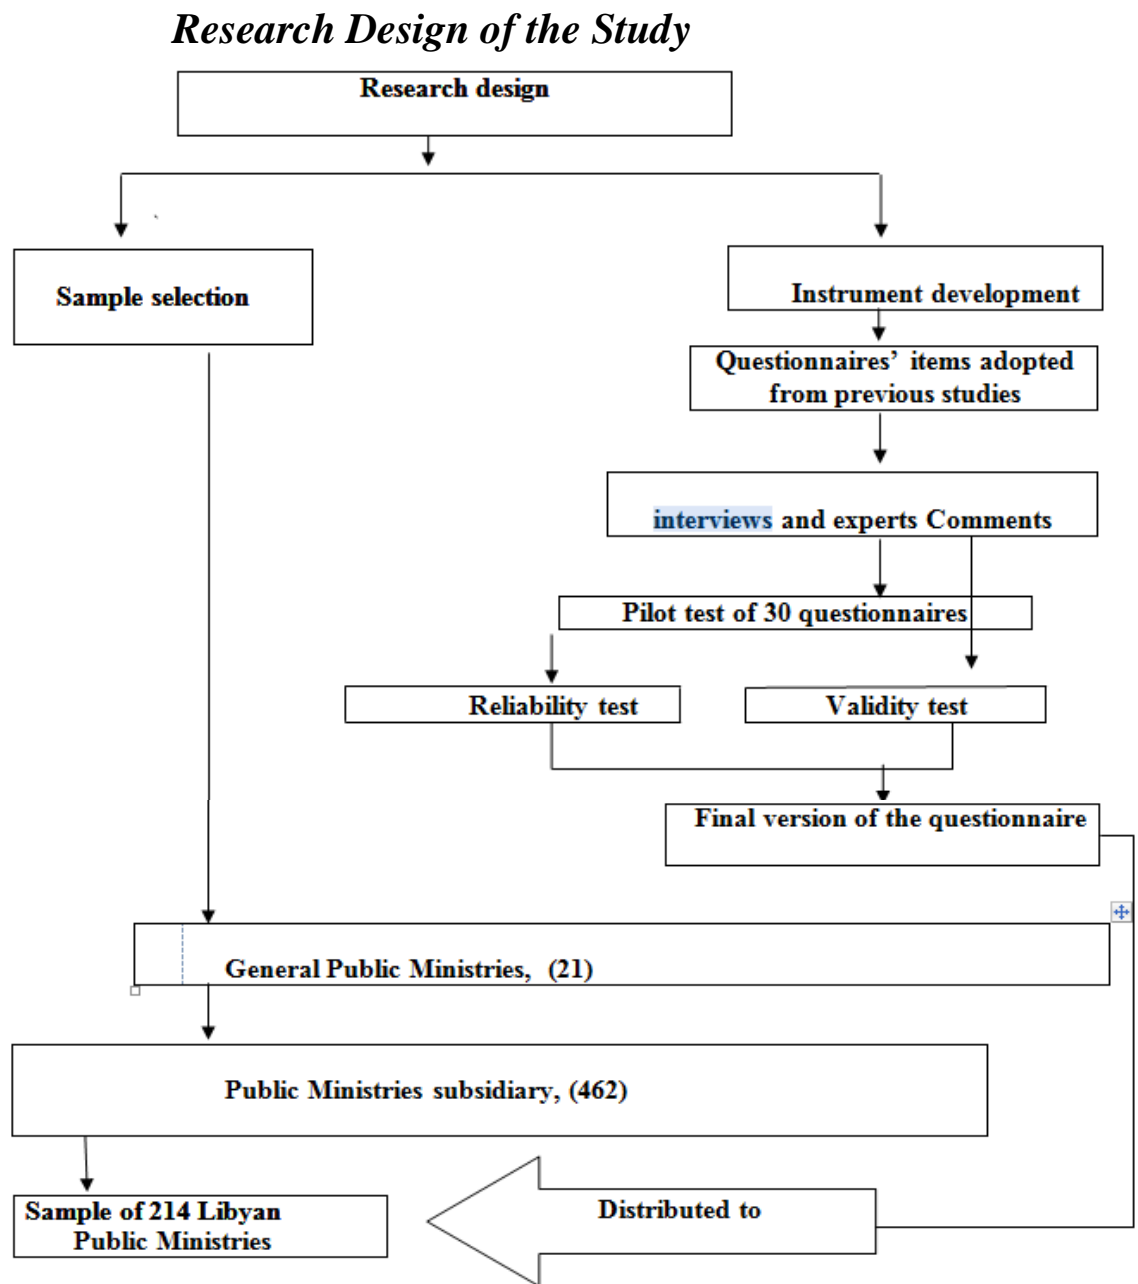 Research Design of the Study
Research design
Sample selection
Instrument development
Questionnaires’ items adopted
from previous studies
interviews and experts Comments
Pilot test of 30 questionnaires
Reliability test
Validity test
Final version of the questionnaire
General Public Ministries, (21)
Public Ministries subsidiary, (462)
Sample of 214 Libyan
Public Ministries
Distributed to